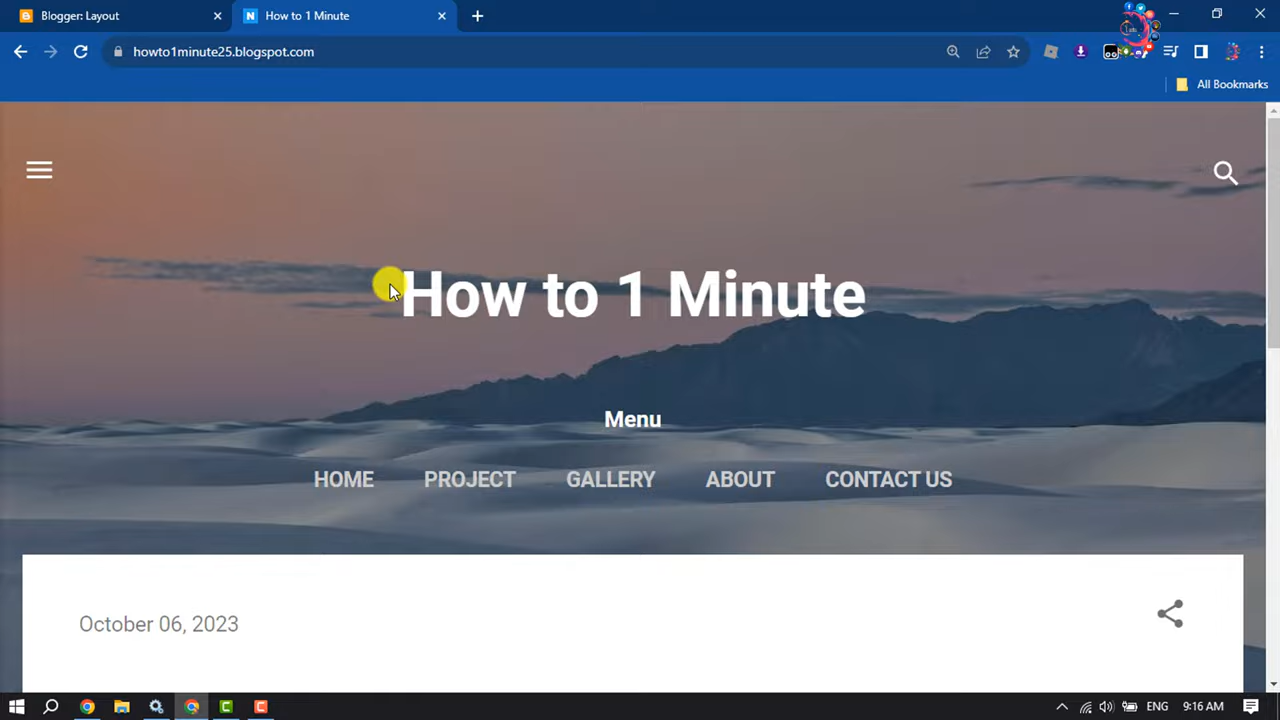 Blogger: Layout
How to 1 Minute
howto1minute25.blogspot.com
All Bookmarks
How to 1 Minute
Menu
HOME PROJECT GALLERY ABOUT CONTACT US
October 06, 2023
ENG 9:16 AM